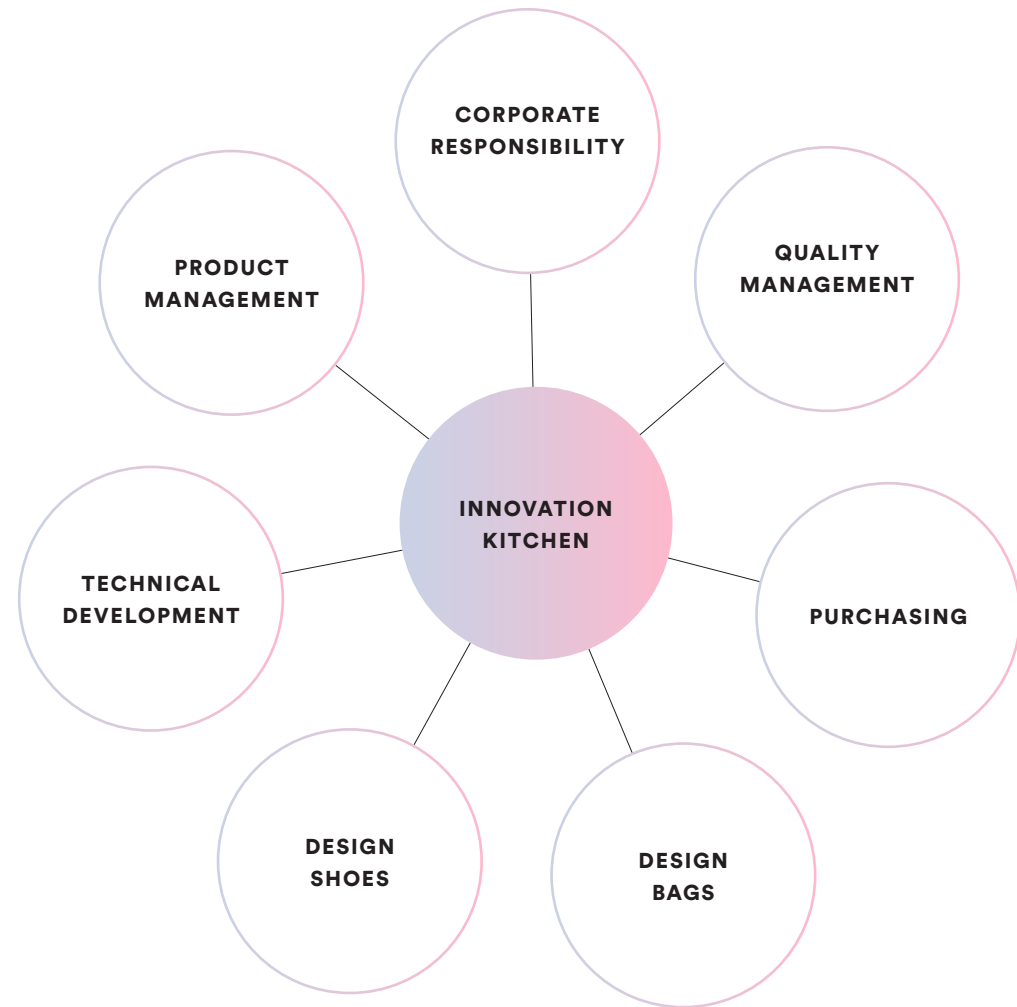 CORPORATE
RESPONSIBILITY
QUALITY
MANAGEMENT
PRODUCT
MANAGEMENT
INNOVATION
KITCHEN
TECHNICAL
DEVELOPMENT
PURCHASING
DESIGN
SHOES
DESIGN
BAGS